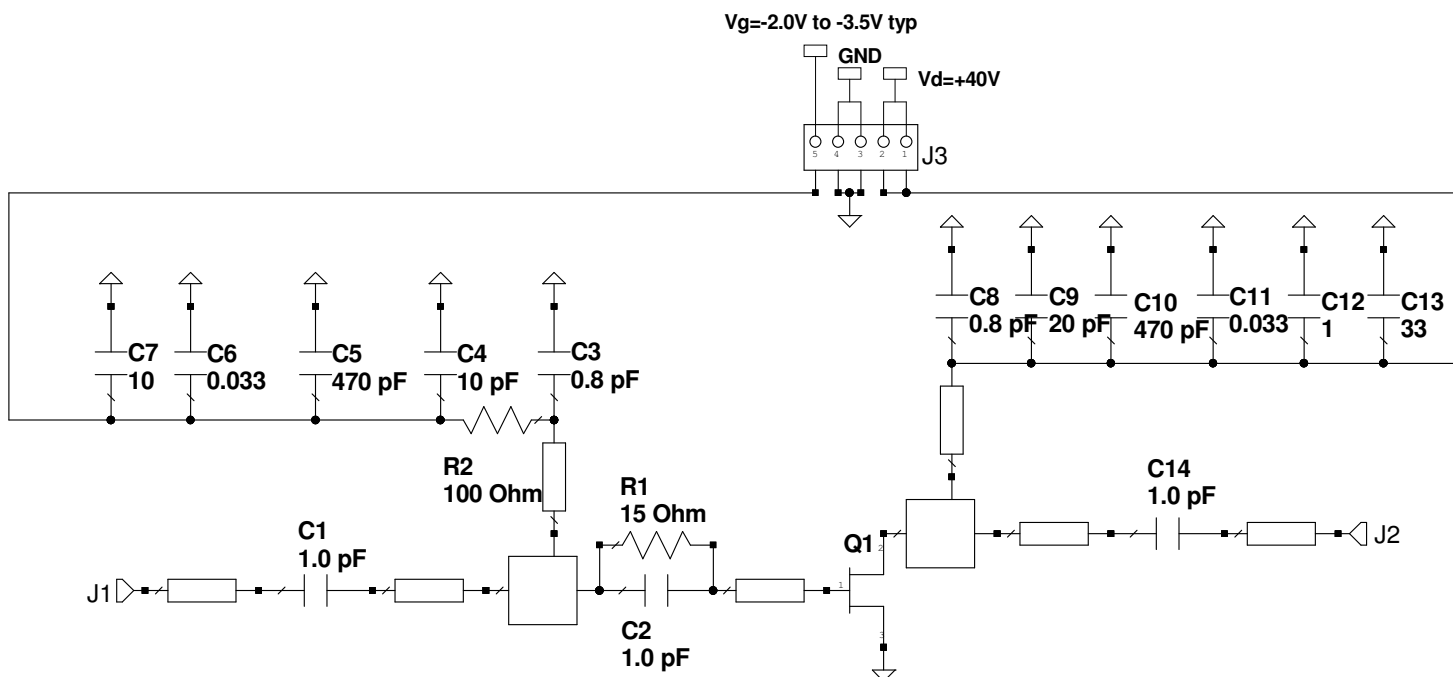 Vg=-2.0V to -3.5V typ
GND
Vd=+40V
5 4 3 2 1
J3
C7
10
C6
0.033
C5
470 pF
C4
10 pF
C3
0.8 pF
C8
0.8 pF
C9
20 pF
C10
470 pF
C11
0.033
C12
1
C13
33
R2
100 Ohm
R1
15 Ohm
C1
1.0 pF
C14
1.0 pF
Q1
2
J2
J1
1
C2
1.0 pF
3